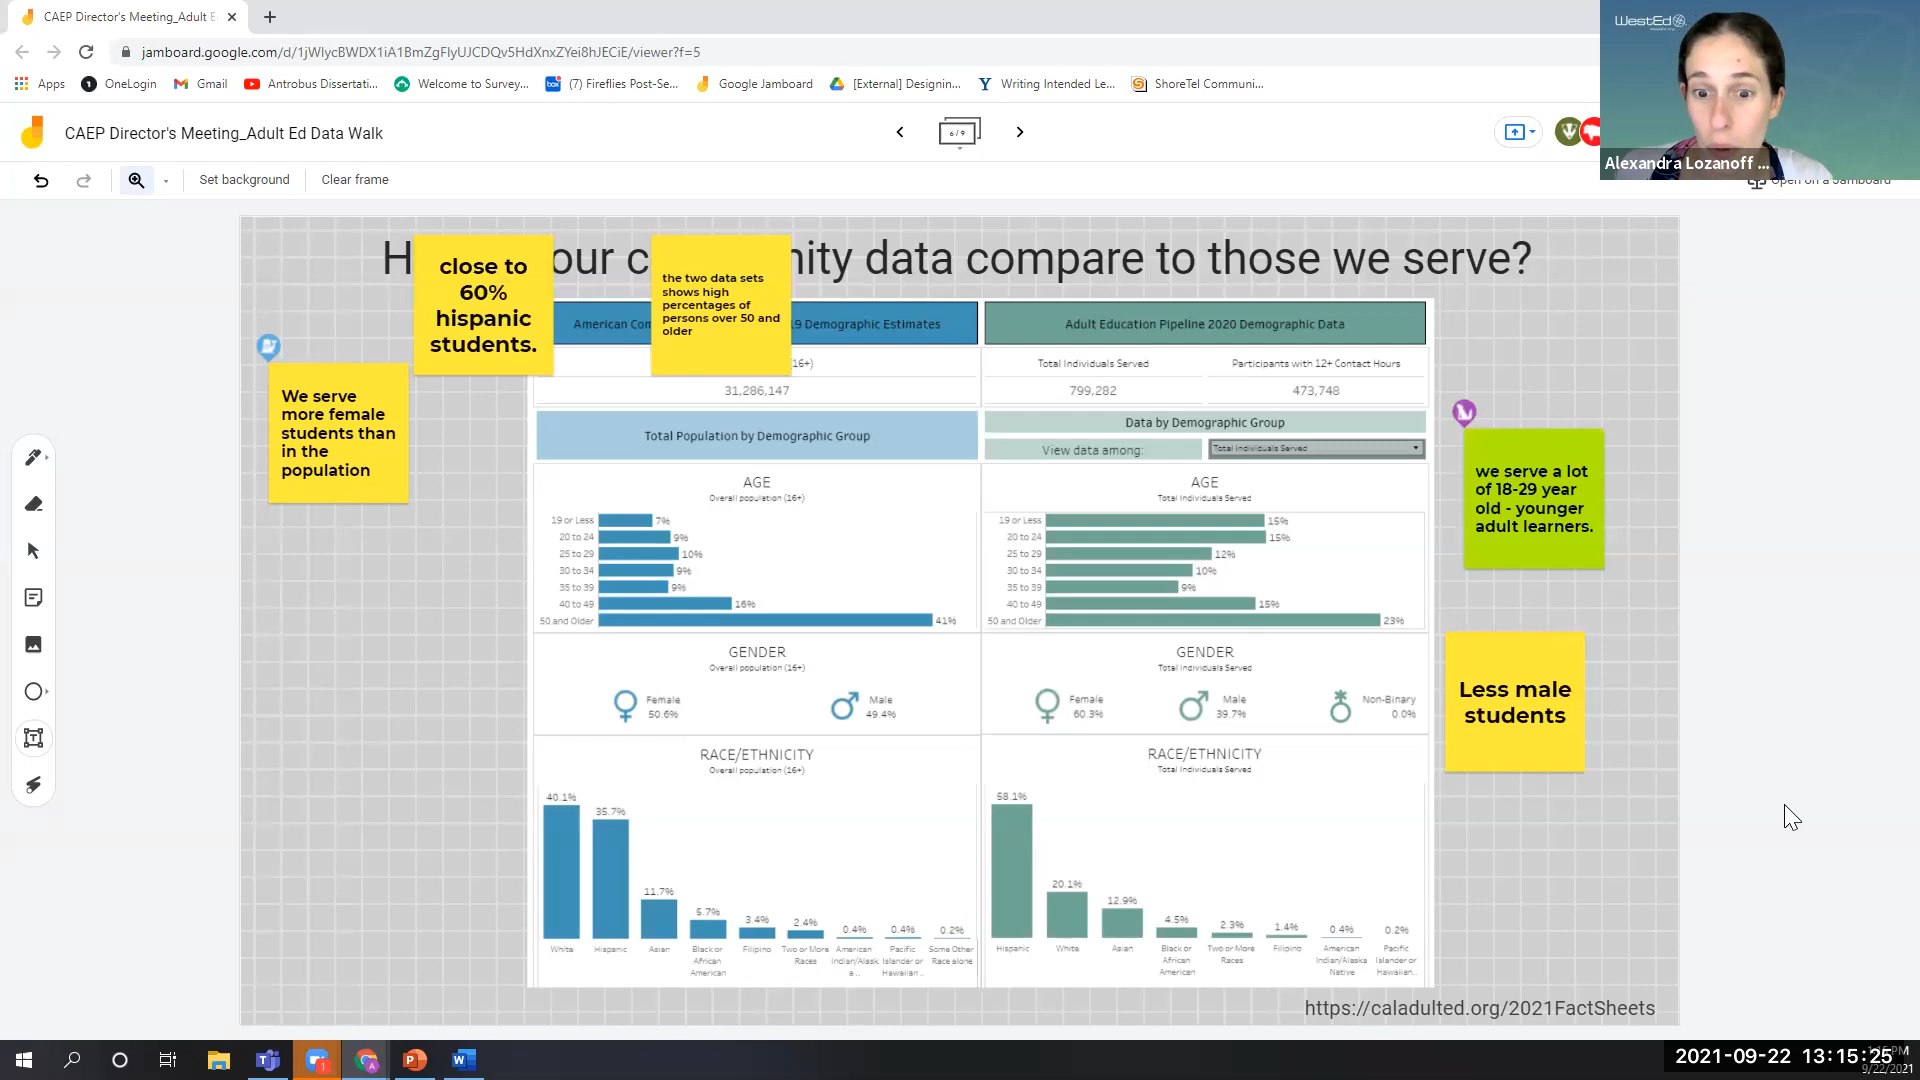 CAEP Director's Meeting_Adult E
jamboard.google.com/d/1jWlycBWDX1iA1BmZgFlyUJCDQv5HdXnxZYei8hJECiE/viewer?f=5
Apps
OneLogin
Gmail
Antrobus Dissertati...
Welcome to Survey...
box
(7) Fireflies Post-Se...
Google Jamboard
[External] Designin...
Writing Intended Le...
ShoreTel Communi...
WestEd
Alexandra Lozanoff ...
CAEP Director's Meeting_Adult Ed Data Walk
6 / 9
Set background
Clear frame
Open on a Jamboard
H our c nity data compare to those we serve?
close to
60%
hispanic
students.
the two data sets
shows high
percentages of
persons over 50 and
older
We serve
more female
students than
in the
population
we serve a lot
of 18-29 year
old - younger
adult learners.
Less male
students
American Con 19 Demographic Estimates
(16+)
31,286,147
Total Population by Demographic Group
AGE
Overall population (16+)
19 or Less 7%
20 to 24 9%
25 to 29 10%
30 to 34 9%
35 to 39 9%
40 to 49 16%
50 and Older 41%
GENDER
Overall population (16+)
Female
50.6%
Male
49.4%
RACE/ETHNICITY
Overall population (16+)
40.1%
35.7%
11.7%
5.7%
3.4%
2.4%
0.4%
0.4%
0.2%
White
Hispanic
Asian
Black or
African
American
Filipino
Two or More
Races
American
Indian/Alask
a..
Pacific
Islander or
Hawaiian..
Some Other
Race alone
Adult Education Pipeline 2020 Demographic Data
Total Individuals Served
799,282
Participants with 12+ Contact Hours
473,748
Data by Demographic Group
View data among:
Total Individuals Served
AGE
Total Individuals Served
19 or Less 15%
20 to 24 15%
25 to 29 12%
30 to 34 10%
35 to 39 9%
40 to 49 15%
50 and Older 23%
GENDER
Total Individuals Served
Female
60.3%
Male
39.7%
Non-Binary
0.0%
RACE/ETHNICITY
Total Individuals Served
58.1%
20.1%
12.9%
4.5%
2.3%
1.4%
0.4%
0.2%
Hispanic
White
Asian
Black or
African
American
Two or More
Races
Filipino
American
Indian/Alaska
Native
Pacific
Islander or
Hawaiian..
https://caladulted.org/2021FactSheets
2021-09-22 13:15:25
9/22/2021